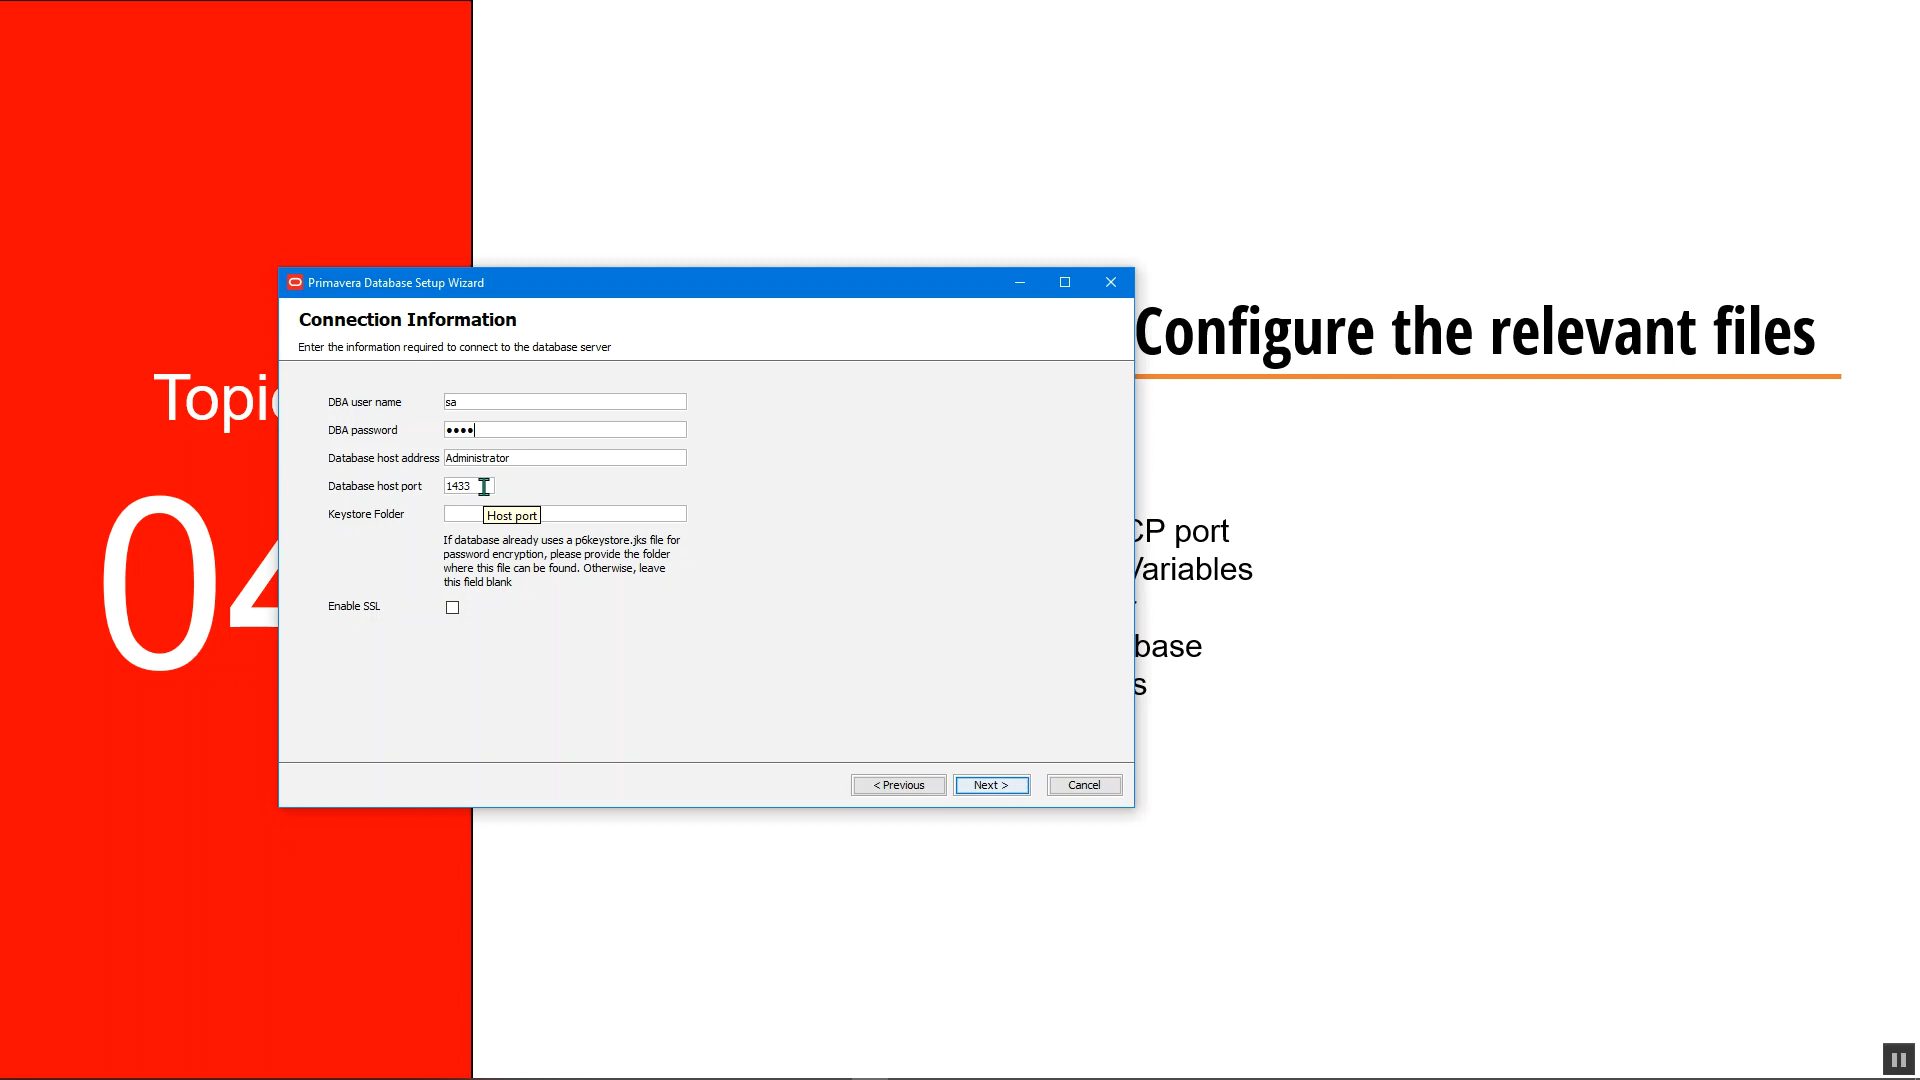 Primavera Database Setup Wizard
Connection Information
Enter the information required to connect to the database server
Configure the relevant files
Topic
04
DBA user name
sa
DBA password
••••
Database host address
Administrator
Database host port
1433
Host port
Keystore Folder
If database already uses a p6keystore.jks file for
password encryption, please provide the folder
where this file can be found. Otherwise, leave
this field blank
Enable SSL
CP port
Variables
base
s
< Previous
Next >
Cancel